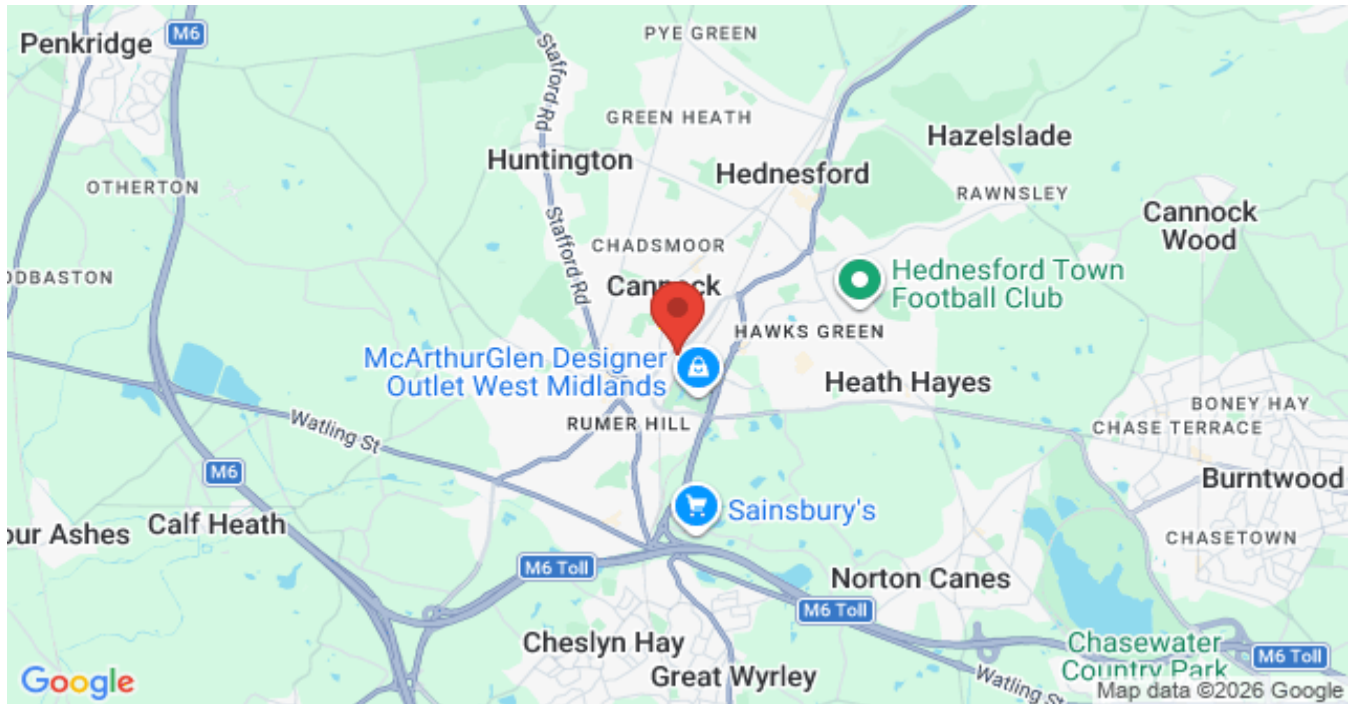 Penkridge
M6
Stafford Rd
PYE GREEN
GREEN HEATH
Hazelslade
Huntington
Hednesford
OTHERTON
RAWNSLEY
Cannock
Wood
Stafford Rd
CHADSMOOR
ODBASTON
Cannock
Hednesford Town
Football Club
HAWKS GREEN
McArthurGlen Designer
Outlet West Midlands
Heath Hayes
BONEY HAY
Watling St
RUMER HILL
CHASE TERRACE
M6
Burntwood
Sainsbury's
our Ashes
Calf Heath
CHASETOWN
M6 Toll
Norton Canes
M6 Toll
Cheslyn Hay
Chasewater
Country Park
M6 Toll
Great Wyrley
Watling St
Google
Map data ©2026 Google